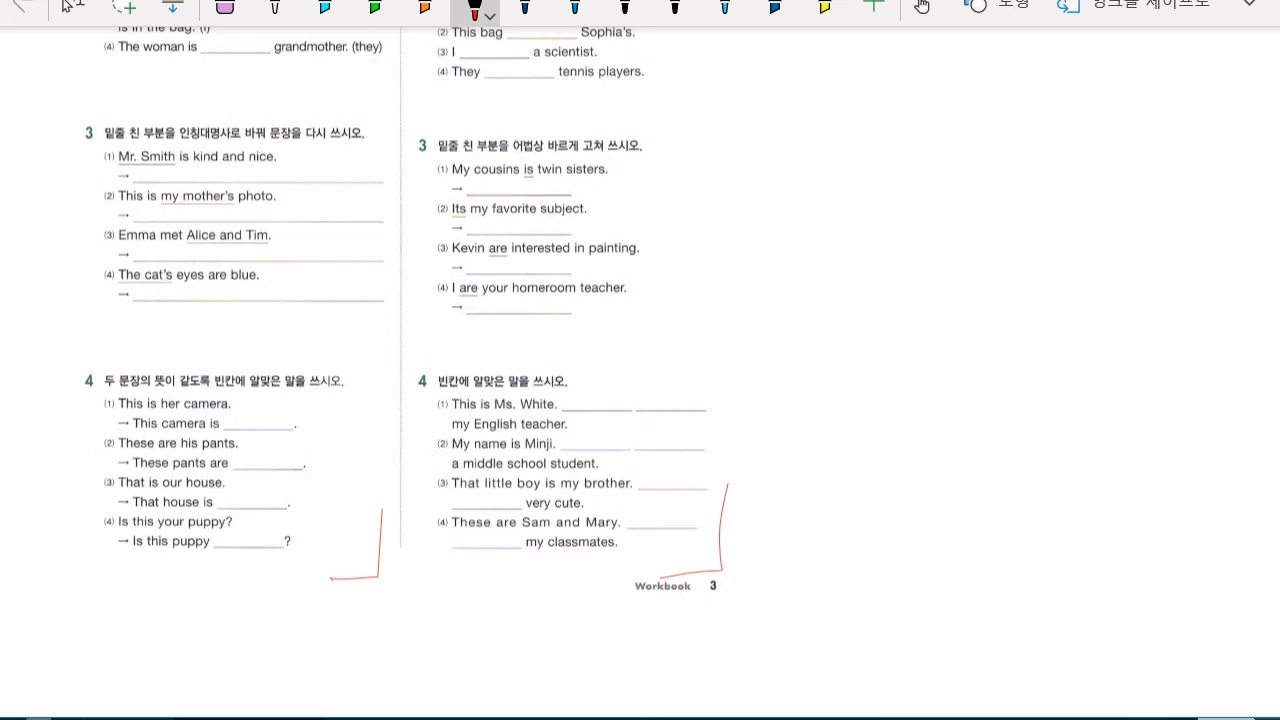 도형
잉크를 셰이프로
is in the bag. (I)
(4) The woman is __________ grandmother. (they)
3 밑줄 친 부분을 인칭대명사로 바꿔 문장을 다시 쓰시오.
(1) Mr. Smith is kind and nice.
→
(2) This is my mother's photo.
→
(3) Emma met Alice and Tim.
→
(4) The cat's eyes are blue.
→
4 두 문장의 뜻이 같도록 빈칸에 알맞은 말을 쓰시오.
(1) This is her camera.
→ This camera is __________.
(2) These are his pants.
→ These pants are __________.
(3) That is our house.
→ That house is __________.
(4) Is this your puppy?
→ Is this puppy __________?
(2) This bag __________ Sophia's.
(3) I __________ a scientist.
(4) They __________ tennis players.
3 밑줄 친 부분을 어법상 바르게 고쳐 쓰시오.
(1) My cousins is twin sisters.
→
(2) Its my favorite subject.
→
(3) Kevin are interested in painting.
→
(4) I are your homeroom teacher.
→
4 빈칸에 알맞은 말을 쓰시오.
(1) This is Ms. White. __________ __________
my English teacher.
(2) My name is Minji. __________ __________
a middle school student.
(3) That little boy is my brother. __________
__________ very cute.
(4) These are Sam and Mary. __________
__________ my classmates.
Workbook 3